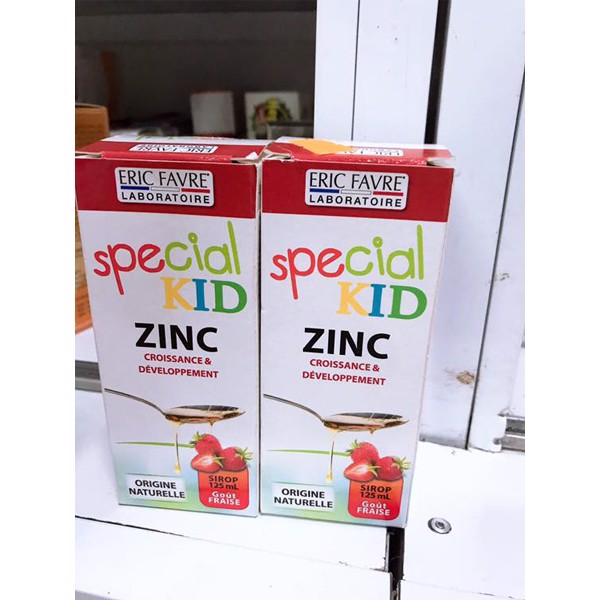 ERIC FAVRE
LABORATOIRE
special
KID
ZINC
CROISSANCE &
DÉVELOPPEMENT
ORIGINE
NATURELLE
SIROP
125 mL
Goût
FRAISE
ERIC FAVRE
LABORATOIRE
special
KID
ZINC
CROISSANCE &
DÉVELOPPEMENT
ORIGINE
NATURELLE
SIROP
125 mL
Goût
FRAISE